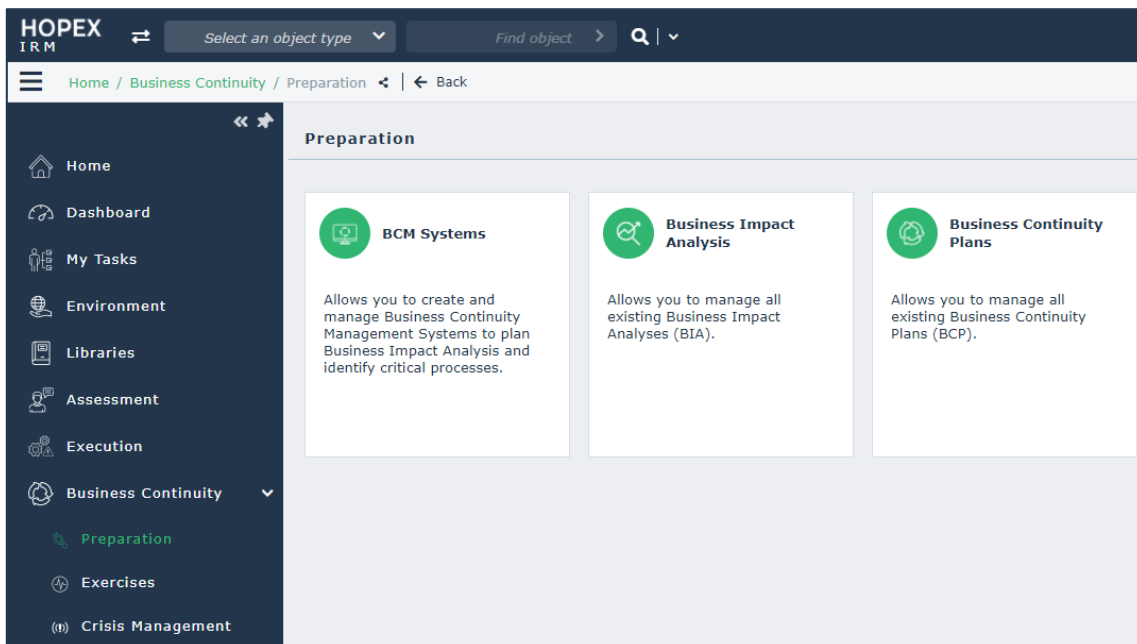 HOPEX
IRM
Select an object type
Find object
Home / Business Continuity / Preparation
Back
Preparation
Home
Dashboard
My Tasks
Environment
Libraries
Assessment
Execution
Business Continuity
Preparation
Exercises
Crisis Management
BCM Systems
Allows you to create and
manage Business Continuity
Management Systems to plan
Business Impact Analysis and
identify critical processes.
Business Impact
Analysis
Allows you to manage all
existing Business Impact
Analyses (BIA).
Business Continuity
Plans
Allows you to manage all
existing Business Continuity
Plans (BCP).